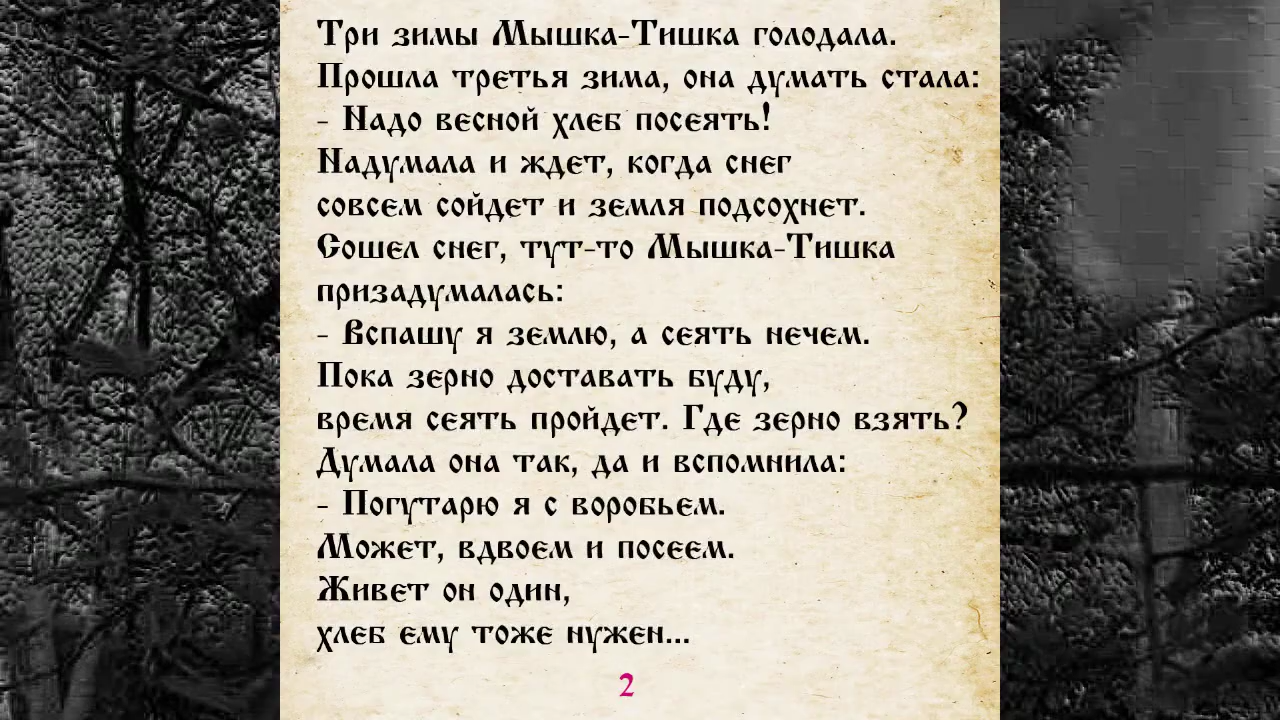 Три зимы Мышка-Тишка голодала.
Прошла третья зима, она думать стала:
- Надо весной хлеб посеять!
Надумала и ждет, когда снег
совсем сойдет и земля подсохнет.
Сошел снег, тут-то Мышка-Тишка
призадумалась:
- Вспашу я землю, а сеять нечем.
Пока зерно доставать буду,
время сеять пройдет. Где зерно взять?
Думала она так, да и вспомнила:
- Погутарю я с воробьем.
Может, вдвоем и посеем.
Живет он один,
хлеб ему тоже нужен...
2